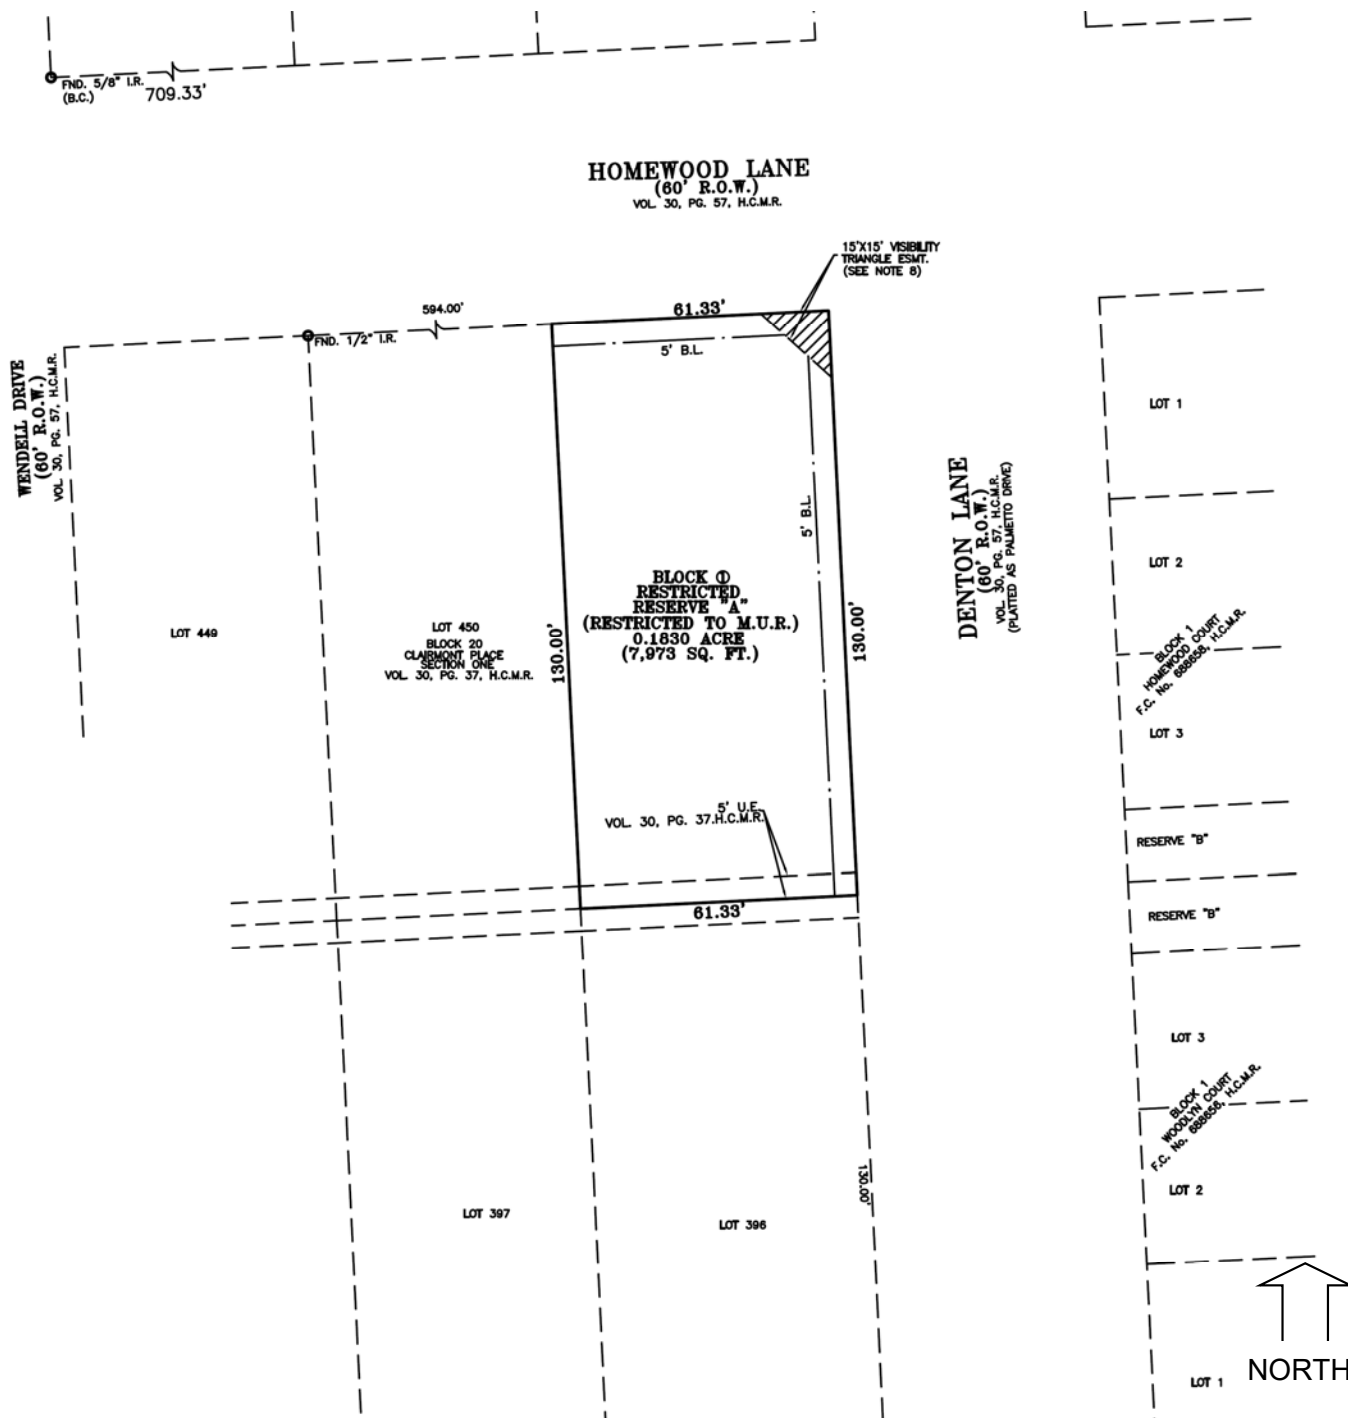 FND. 5/8" I.R.
(B.C.)
709.33'
HOMEWOOD LANE
(60' R.O.W.)
VOL. 30, PG. 57, H.C.M.R.
15'X15' VISIBILITY
TRIANGLE ESMT.
(SEE NOTE 8)
594.00'
61.33'
FND. 1/2" I.R.
5' B.L.
WENDELL DRIVE
(60' R.O.W.)
VOL. 30, PG. 57, H.C.M.R.
LOT 1
5' B.L.
DENTON LANE
(60' R.O.W.)
VOL. 30, PG. 57, H.C.M.R.
(PLATTED AS PALMETTO DRIVE)
LOT 2
BLOCK 1
RESTRICTED
RESERVE "A"
(RESTRICTED TO M.U.R.)
0.1830 ACRE
(7,973 SQ. FT.)
LOT 449
LOT 450
BLOCK 20
CLAIRMONT PLACE
SECTION ONE
VOL. 30, PG. 37, H.C.M.R.
130.00'
130.00'
BLOCK 1
HOMEWOOD COURT
F.C. No. 688658, H.C.M.R.
LOT 3
5' U.E.
VOL. 30, PG. 37.H.C.M.R.
RESERVE "B"
61.33'
RESERVE "B"
LOT 3
BLOCK 1
WOODLYN COURT
F.C. No. 688656, H.C.M.R.
130.00'
LOT 2
LOT 397
LOT 396
LOT 1
NORTH